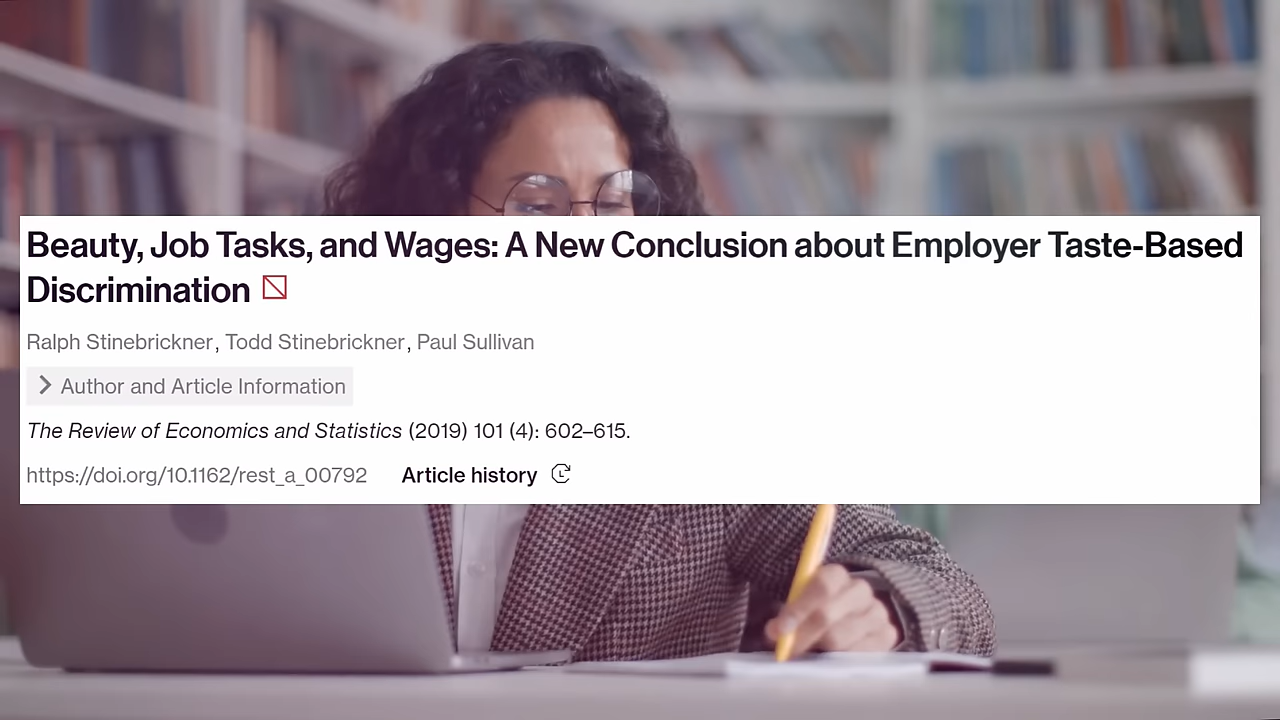 Beauty, Job Tasks, and Wages: A New Conclusion about Employer Taste-Based
Discrimination
Ralph Stinebrickner, Todd Stinebrickner, Paul Sullivan
Author and Article Information
The Review of Economics and Statistics (2019) 101 (4): 602–615.
https://doi.org/10.1162/rest_a_00792 Article history